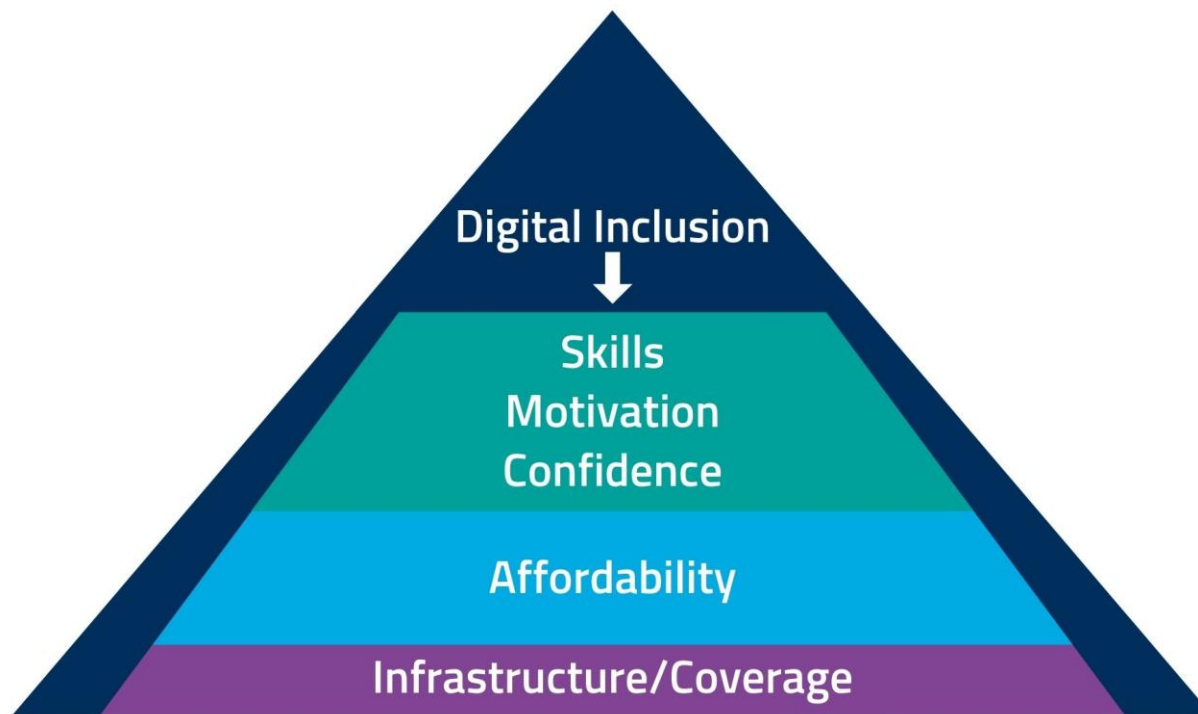 Digital Inclusion
Skills
Motivation
Confidence
Affordability
Infrastructure/Coverage